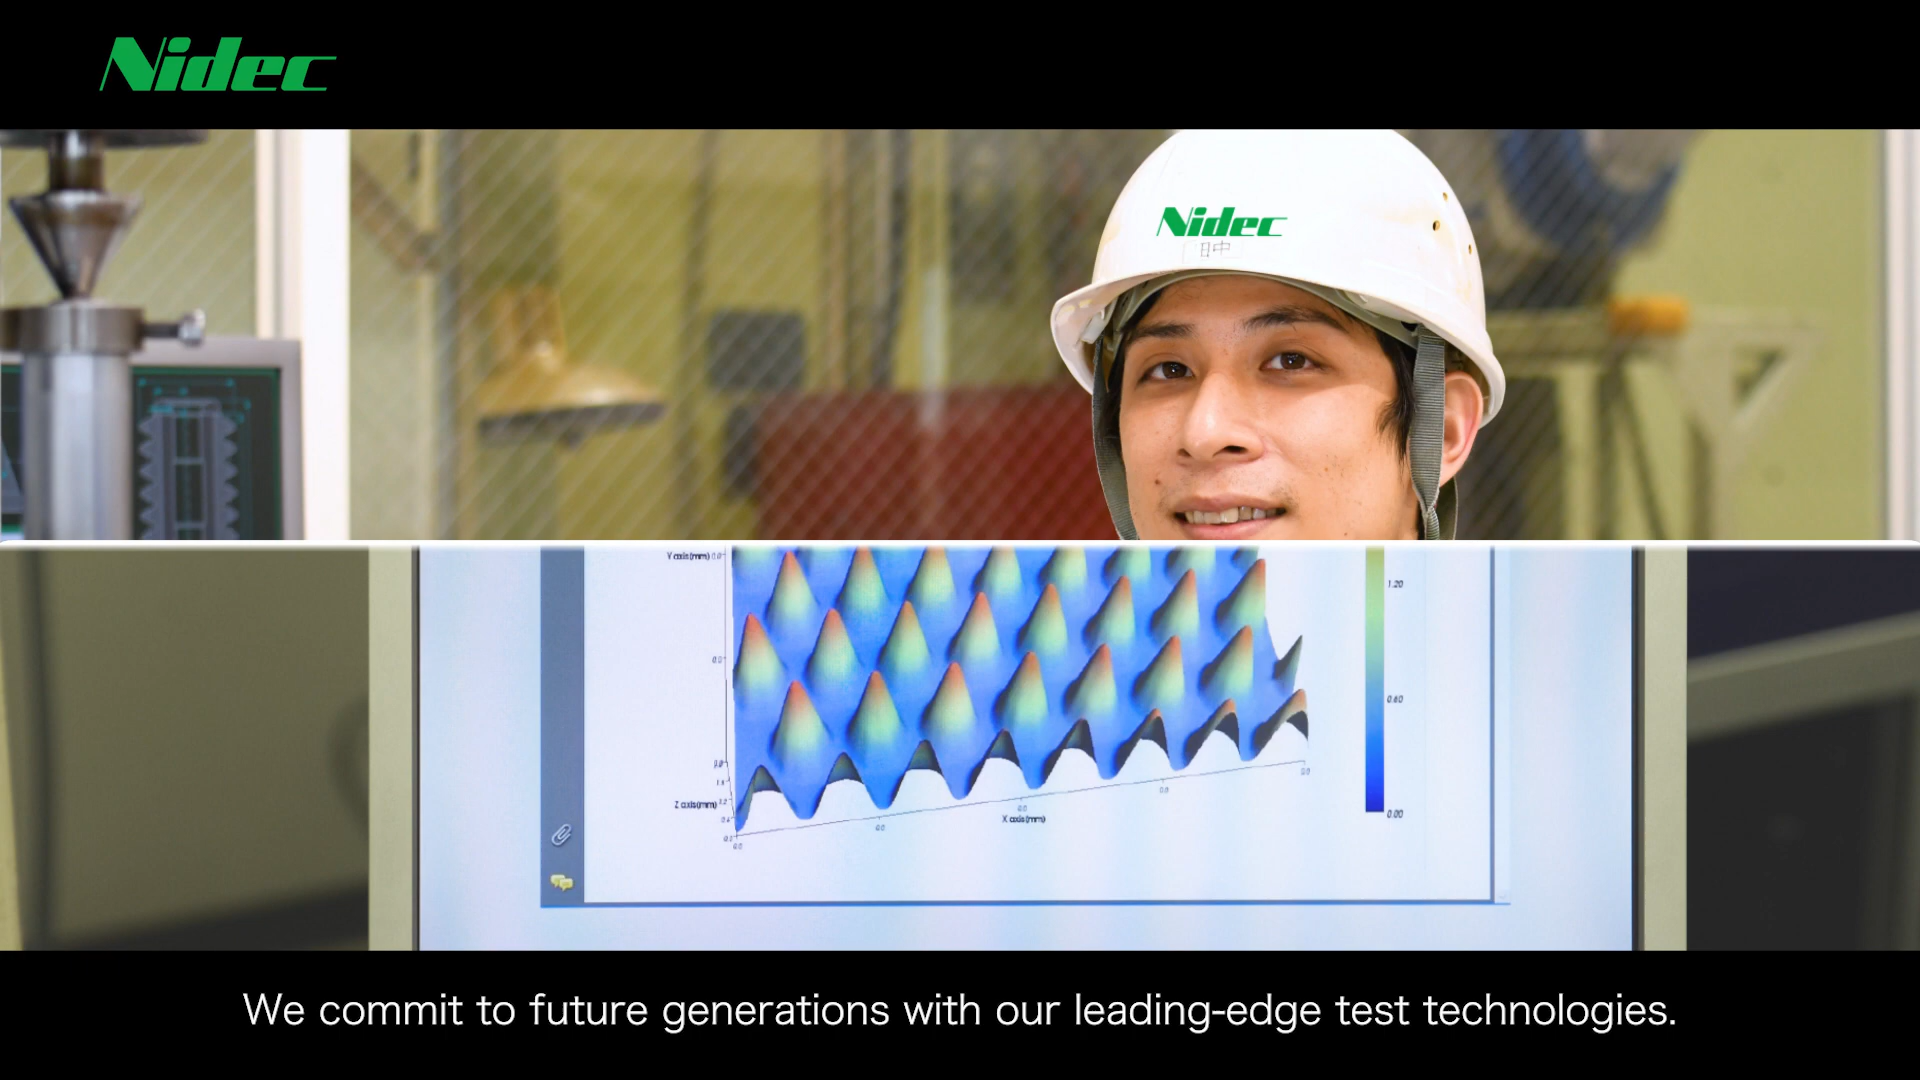 Nidec
Nidec
Y axis(mm)
1.20
0.60
Z axis(mm)
X axis(mm)
0.00
We commit to future generations with our leading-edge test technologies.